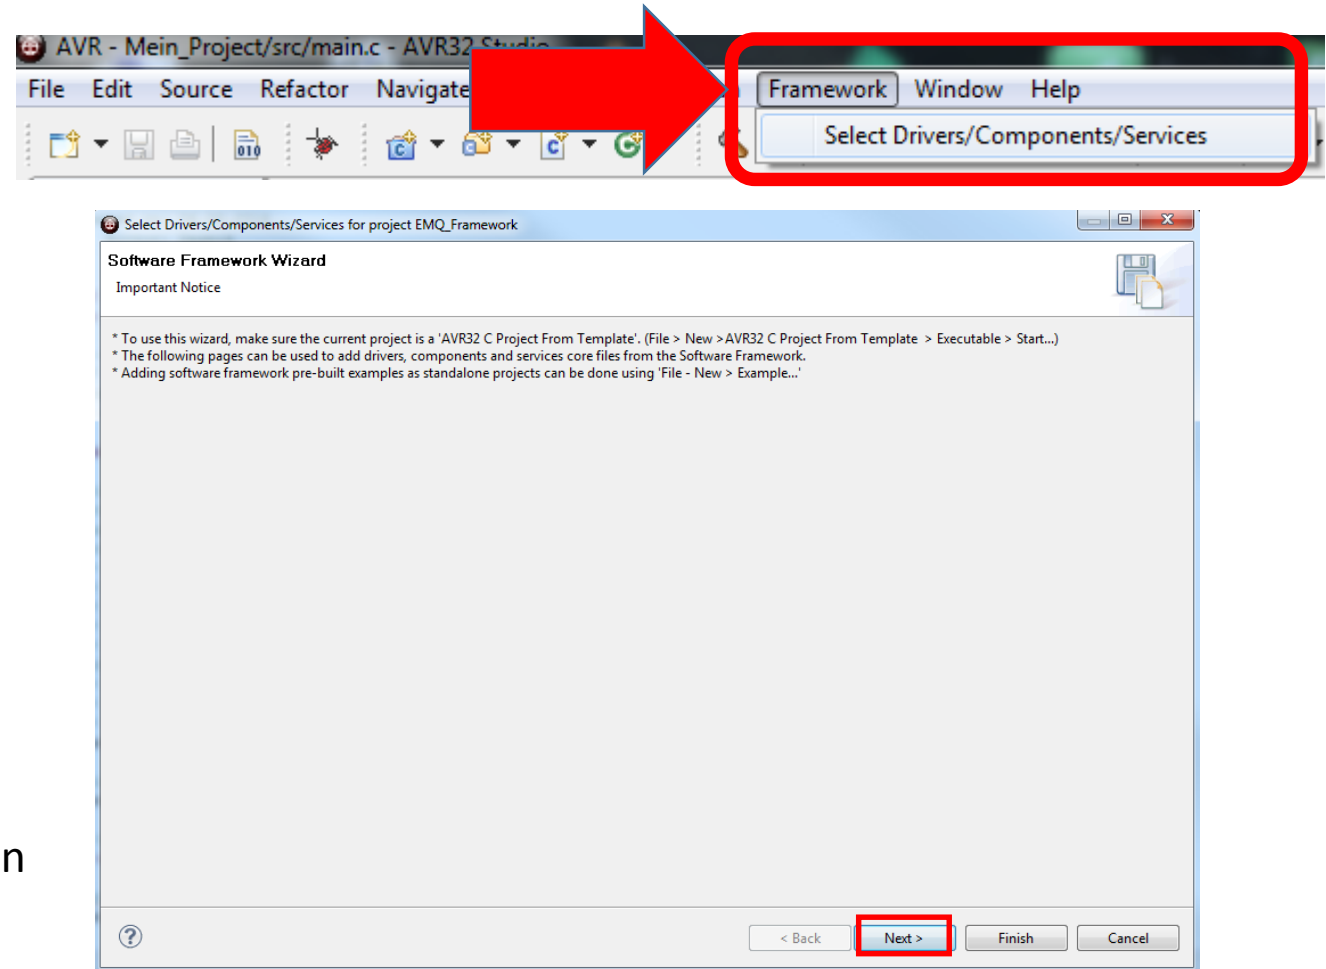 AVR - Mein_Project/src/main.c - AVR32 Studio
File Edit Source Refactor Navigate Framework Window Help
Select Drivers/Components/Services
Select Drivers/Components/Services for project EMQ_Framework
Software Framework Wizard
Important Notice
* To use this wizard, make sure the current project is a 'AVR32 C Project From Template'. (File > New >AVR32 C Project From Template > Executable > Start...)
* The following pages can be used to add drivers, components and services core files from the Software Framework.
* Adding software framework pre-built examples as standalone projects can be done using 'File - New > Example...'
n
< Back Next > Finish Cancel